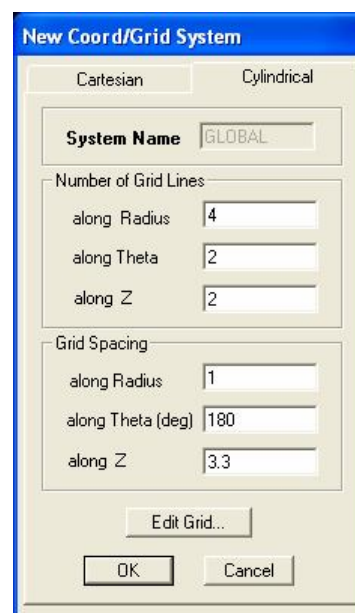 New Coord/Grid System
Cartesian Cylindrical
System Name GLOBAL
Number of Grid Lines
along Radius 4
along Theta 2
along Z 2
Grid Spacing
along Radius 1
along Theta (deg) 180
along Z 3.3
Edit Grid...
OK Cancel